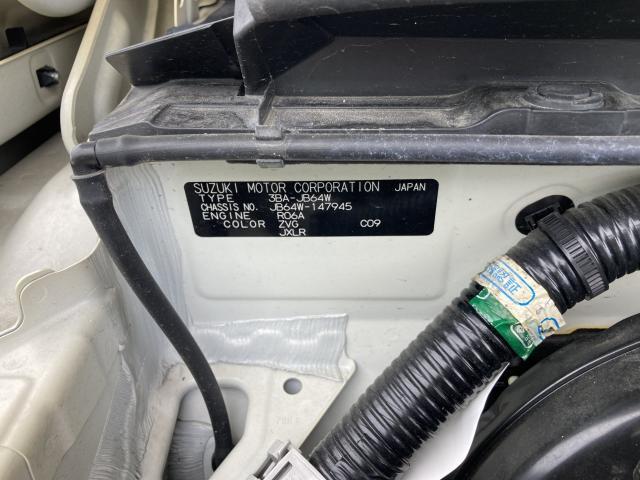 SUZUKI MOTOR CORPORATION JAPAN
TYPE 3BA-JB64W
CHASSIS NO. JB64W-147945
ENGINE R06A
COLOR ZVG C09
JXLR